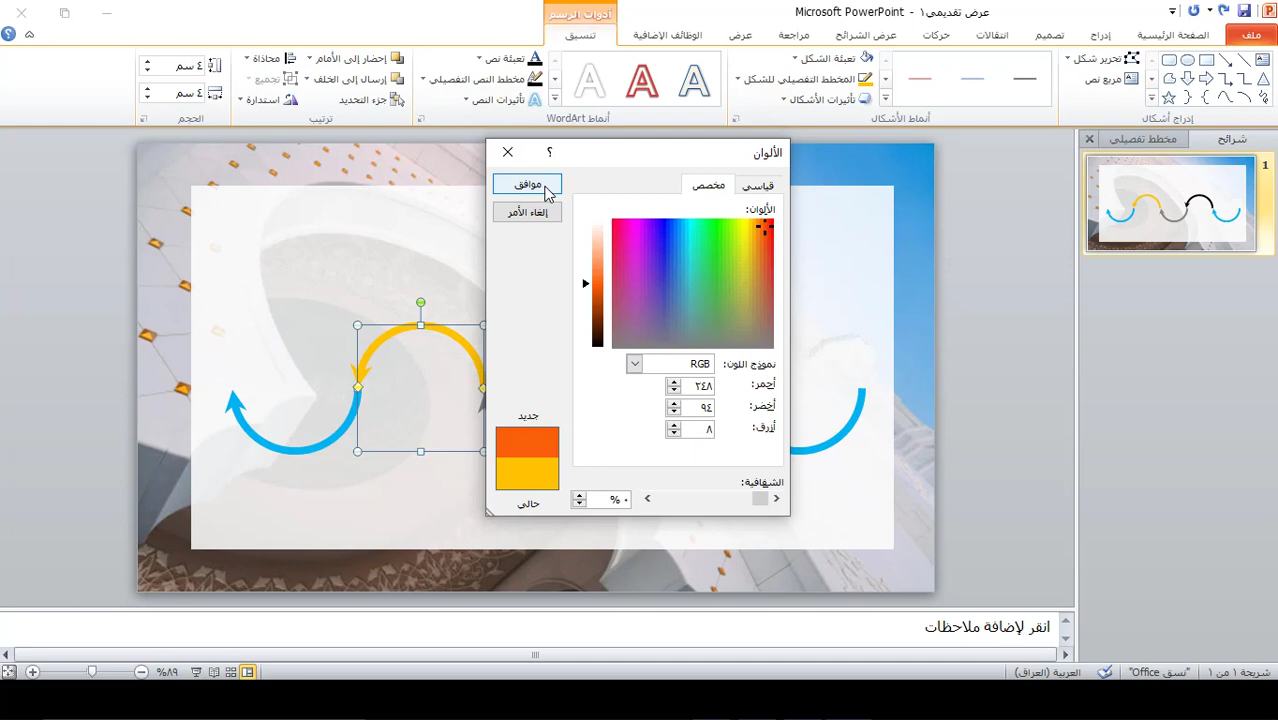 عرض تقديمي١ - Microsoft PowerPoint
أدوات الرسم
ملف
الصفحة الرئيسية
إدراج
تصميم
انتقالات
حركات
عرض الشرائح
مراجعة
عرض
الوظائف الإضافية
تنسيق
تحرير شكل
مربع نص
إدراج أشكال
تعبئة الشكل
المخطط التفصيلي للشكل
تأثيرات الأشكال
أنماط الأشكال
تعبئة نص
مخطط النص التفصيلي
تأثيرات النص
أنماط WordArt
إحضار إلى الأمام
إرسال إلى الخلف
جزء التحديد
محاذاة
تجميع
استدارة
ترتيب
٤ سم
٤ سم
الحجم
شرائح
مخطط تفصيلي
1
الألوان
؟
موافق
إلغاء الأمر
قياسي
مخصص
الألوان:
نموذج اللون:
RGB
أحمر:
٢٤٨
أخضر:
٩٤
أزرق:
٨
جديد
حالي
الشفافية:
٠ %
انقر لإضافة ملاحظات
شريحة ١ من ١
"نسق Office"
العربية (العراق)
٨٩%